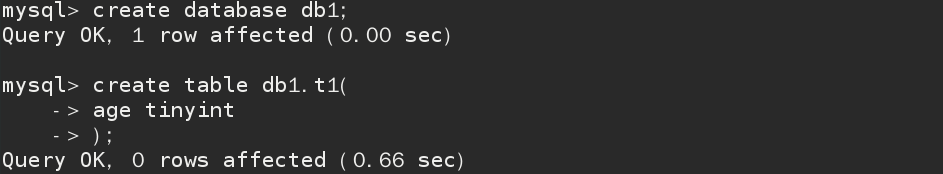 mysql> create database db1;
Query OK, 1 row affected (0.00 sec)
mysql> create table db1.t1(
    -> age tinyint
    -> );
Query OK, 0 rows affected (0.66 sec)